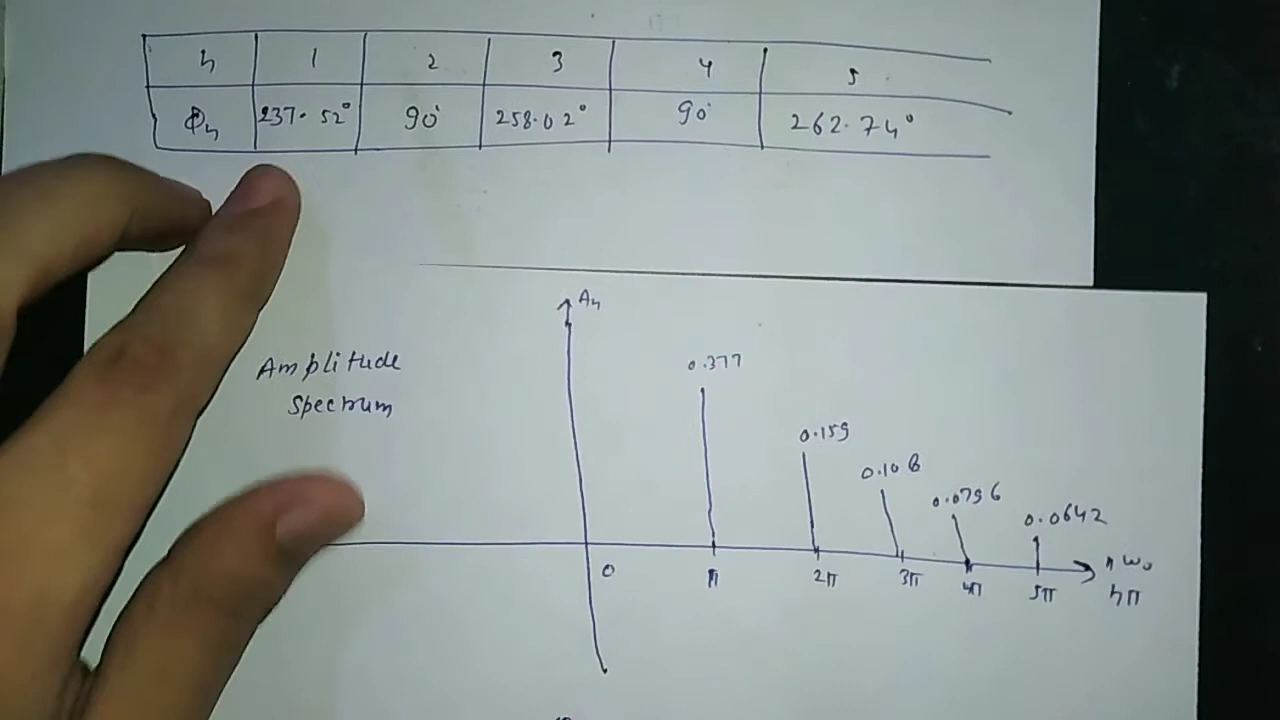 n 1 2 3 4 5
Φn 237.52° 90° 258.02° 90° 262.74°
An
Amplitude
spectrum
0.377
0.159
0.106
0.0796
0.0642
0 π 2π 3π 4π 5π
nω₀
nπ